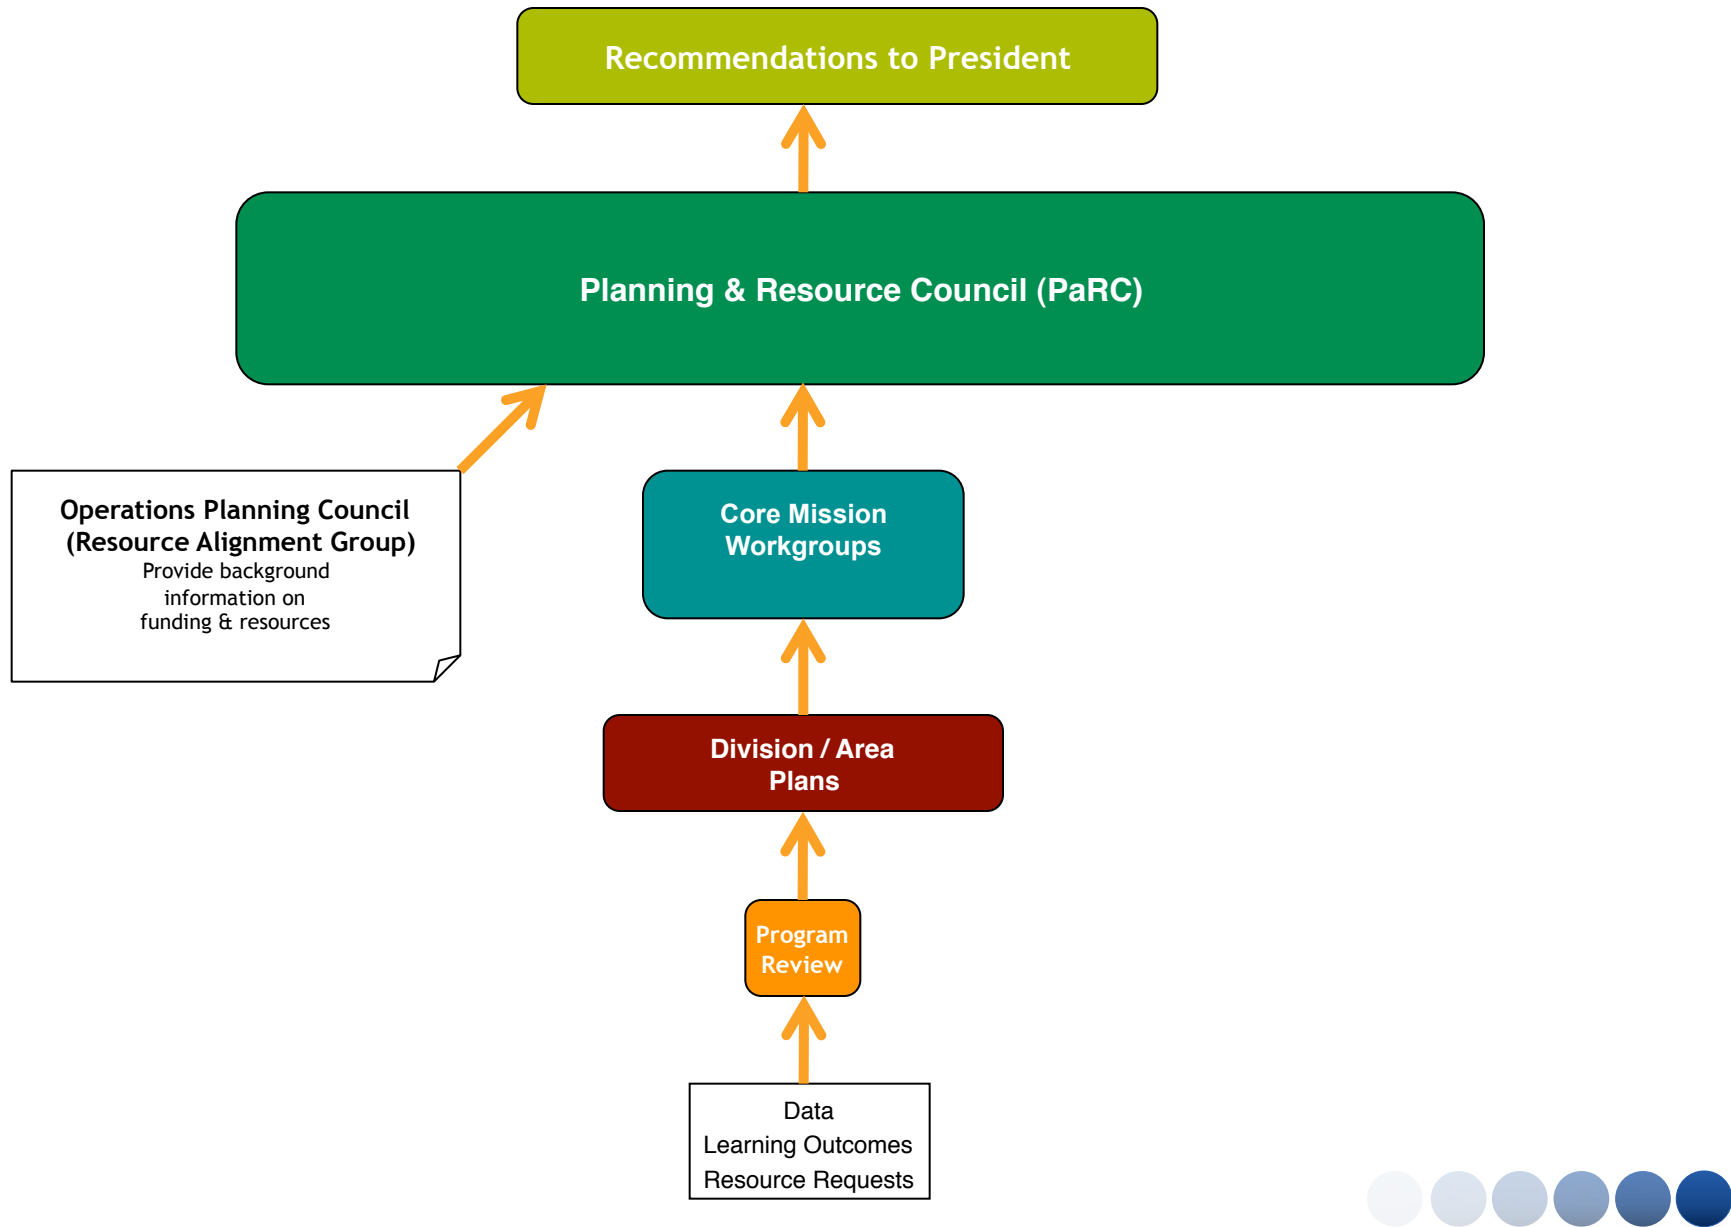 Recommendations to President
Planning & Resource Council (PaRC)
Operations Planning Council
(Resource Alignment Group)
Provide background
information on
funding & resources
Core Mission
Workgroups
Division / Area
Plans
Program
Review
Data
Learning Outcomes
Resource Requests